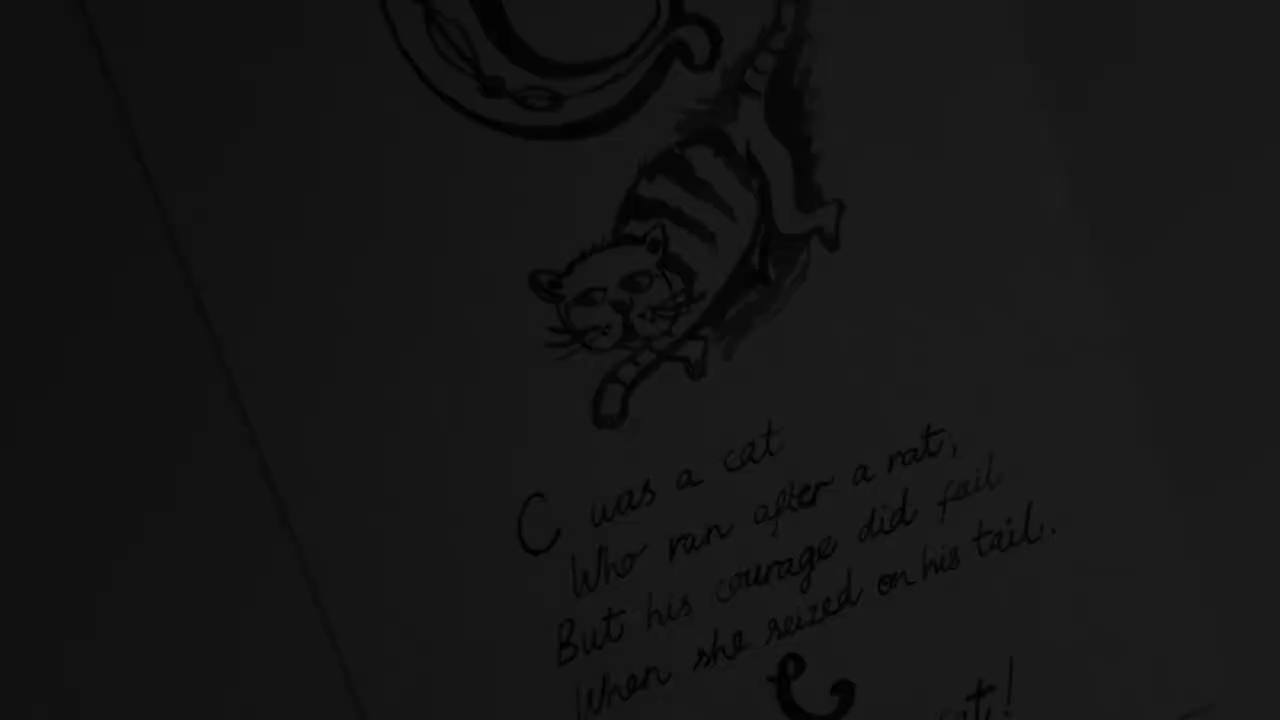 C was a cat
Who ran after a rat,
But his courage did fail
When she seized on his tail.
C